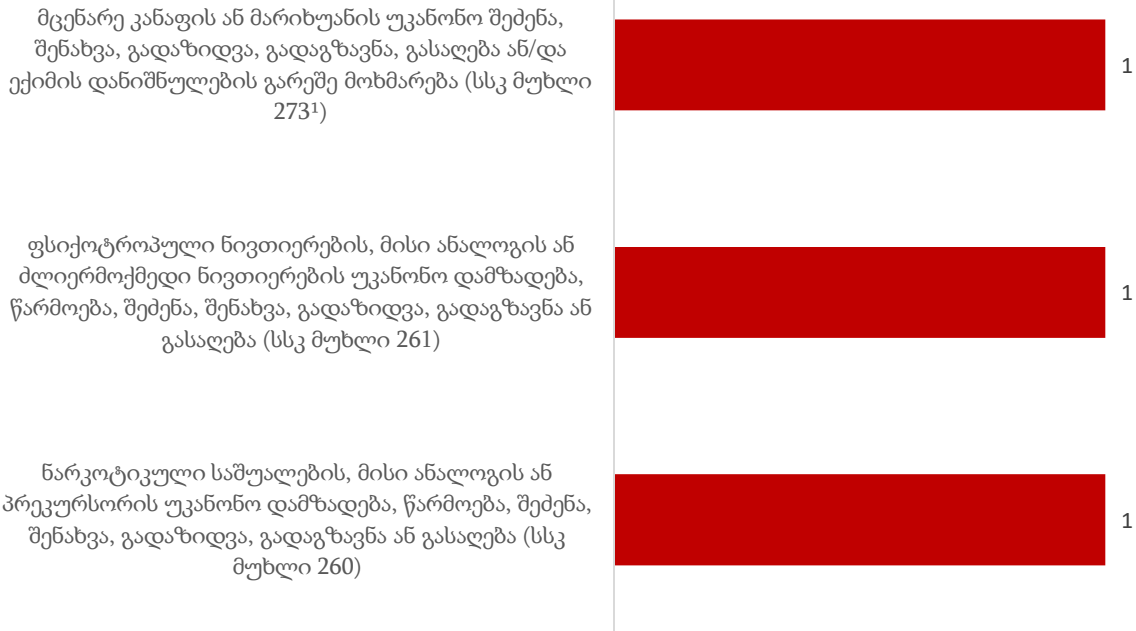 მცენარე კანაფის ან მარიხუანის უკანონო შეძენა,
შენახვა, გადაზიდვა, გადაგზავნა, გასაღება ან/და
ექიმის დანიშნულების გარეშე მოხმარება (სსკ მუხლი
273¹)
1
ფსიქოტროპული ნივთიერების, მისი ანალოგის ან
ძლიერმოქმედი ნივთიერების უკანონო დამზადება,
წარმოება, შეძენა, შენახვა, გადაზიდვა, გადაგზავნა ან
გასაღება (სსკ მუხლი 261)
1
ნარკოტიკული საშუალების, მისი ანალოგის ან
პრეკურსორის უკანონო დამზადება, წარმოება, შეძენა,
შენახვა, გადაზიდვა, გადაგზავნა ან გასაღება (სსკ
მუხლი 260)
1